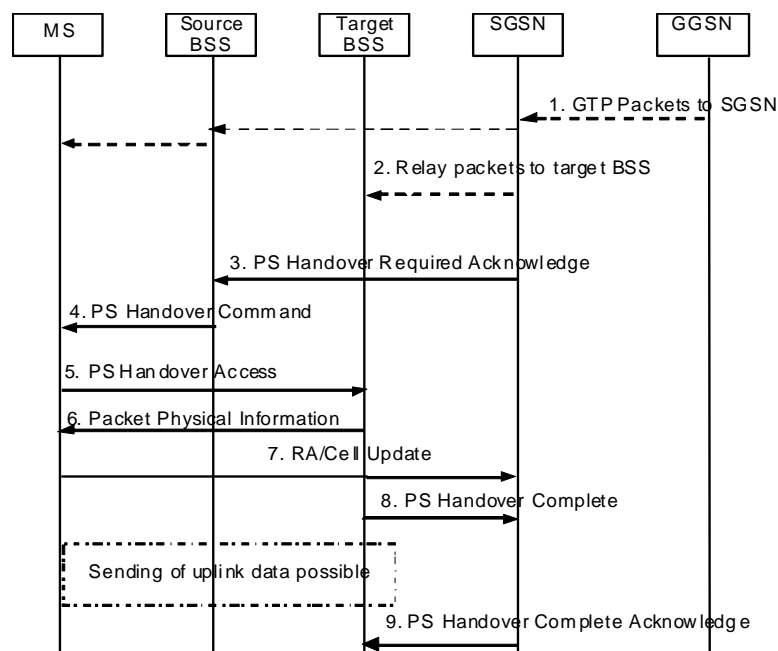 MS
Source
BSS
Target
BSS
SGSN
GGSN
1. GTP Packets to SGSN
2. Relay packets to target BSS
3. PS Handover Required Acknowledge
4. PS Handover Command
5. PS Handover Access
6. Packet Physical Information
7. RA/Cell Update
8. PS Handover Complete
Sending of uplink data possible
9. PS Handover Complete Acknowledge